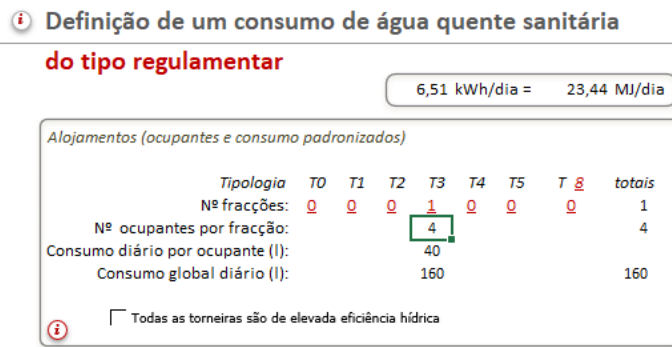 Definição de um consumo de água quente sanitária
do tipo regulamentar
6,51 kWh/dia = 23,44 MJ/dia
Alojamentos (ocupantes e consumo padronizados)
Tipologia T0 T1 T2 T3 T4 T5 T 8 totais
Nº fracções: 0 0 0 1 0 0 0 1
Nº ocupantes por fracção: 4 4
Consumo diário por ocupante (l): 40
Consumo global diário (l): 160 160
Todas as torneiras são de elevada eficiência hídrica